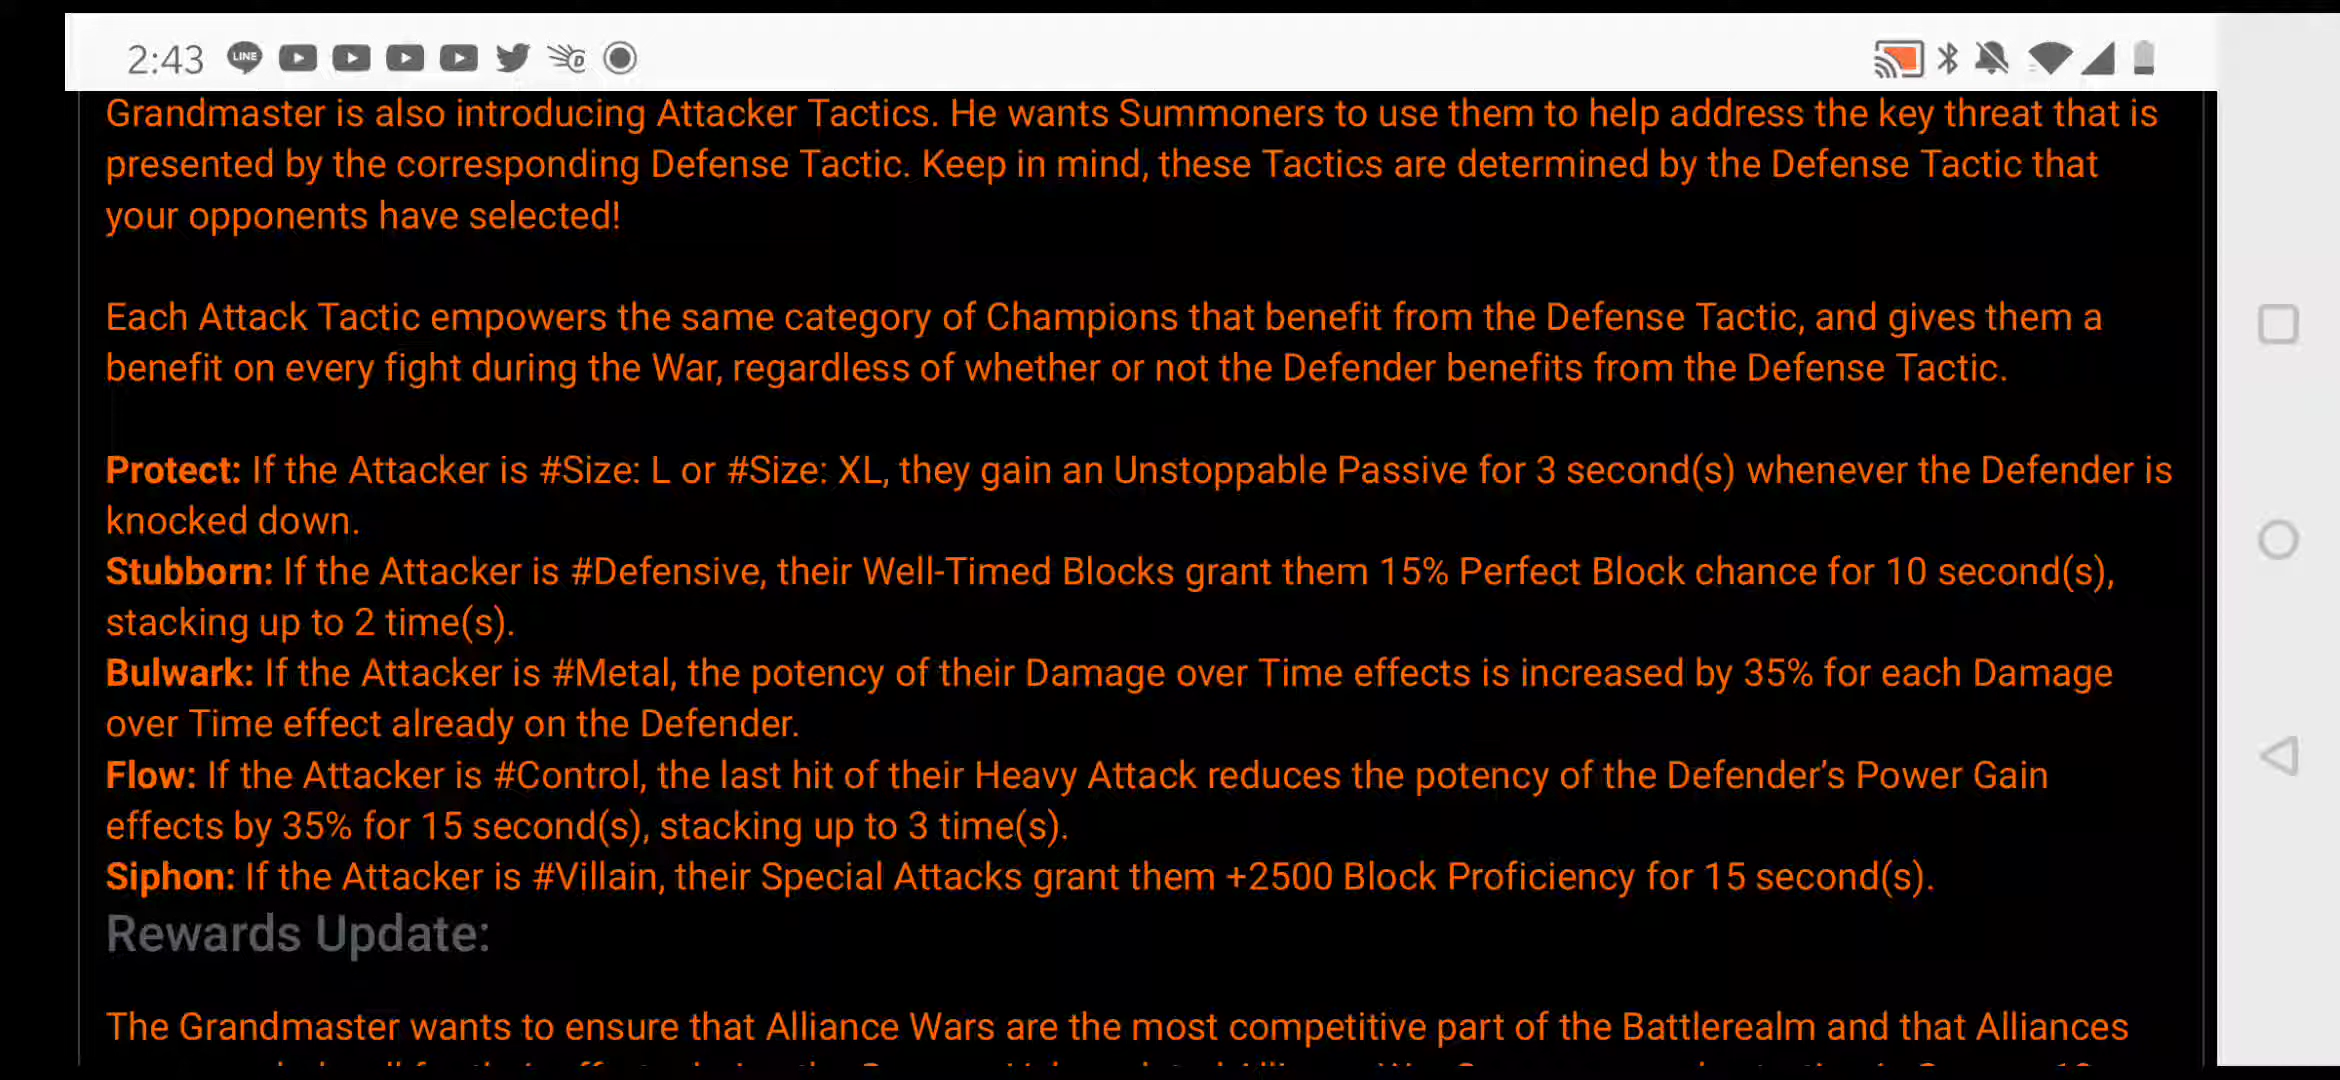 2:43 LINE
Grandmaster is also introducing Attacker Tactics. He wants Summoners to use them to help address the key threat that is
presented by the corresponding Defense Tactic. Keep in mind, these Tactics are determined by the Defense Tactic that
your opponents have selected!
Each Attack Tactic empowers the same category of Champions that benefit from the Defense Tactic, and gives them a
benefit on every fight during the War, regardless of whether or not the Defender benefits from the Defense Tactic.
Protect: If the Attacker is #Size: L or #Size: XL, they gain an Unstoppable Passive for 3 second(s) whenever the Defender is
knocked down.
Stubborn: If the Attacker is #Defensive, their Well-Timed Blocks grant them 15% Perfect Block chance for 10 second(s),
stacking up to 2 time(s).
Bulwark: If the Attacker is #Metal, the potency of their Damage over Time effects is increased by 35% for each Damage
over Time effect already on the Defender.
Flow: If the Attacker is #Control, the last hit of their Heavy Attack reduces the potency of the Defender’s Power Gain
effects by 35% for 15 second(s), stacking up to 3 time(s).
Siphon: If the Attacker is #Villain, their Special Attacks grant them +2500 Block Proficiency for 15 second(s).
Rewards Update:
The Grandmaster wants to ensure that Alliance Wars are the most competitive part of the Battlerealm and that Alliances